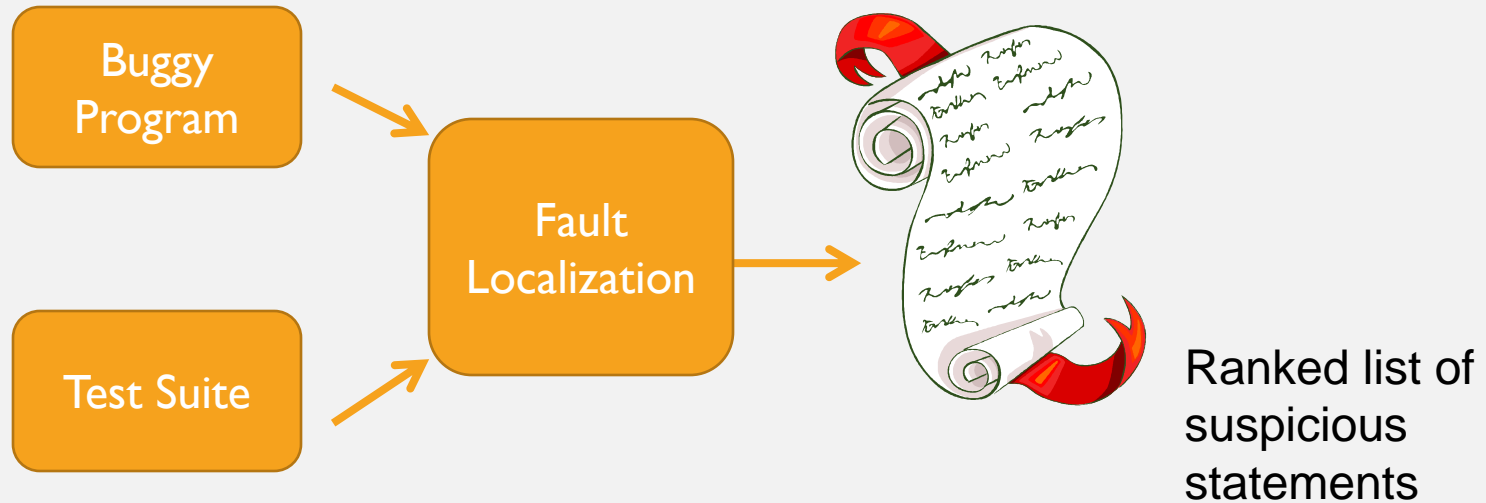 Buggy
Program
Test Suite
Fault
Localization
Ranked list of
suspicious
statements